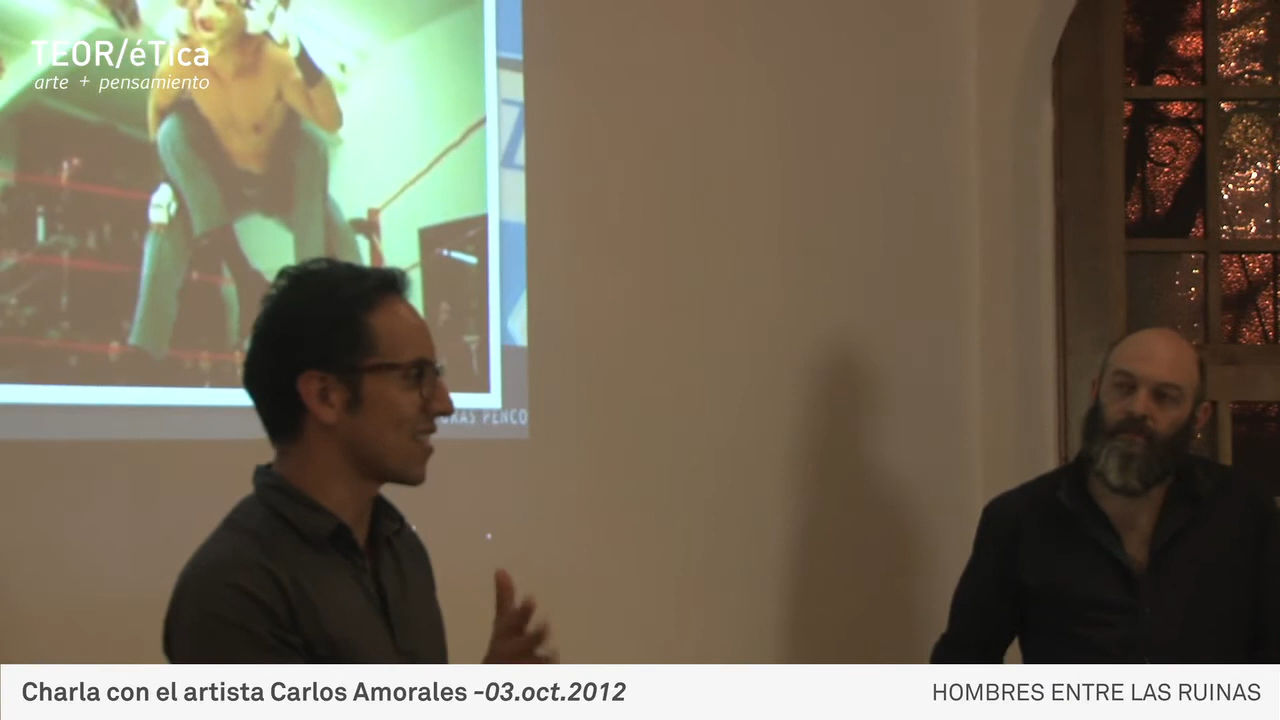 TEOR/éTica
arte + pensamiento
Charla con el artista Carlos Amorales -03.oct.2012
HOMBRES ENTRE LAS RUINAS